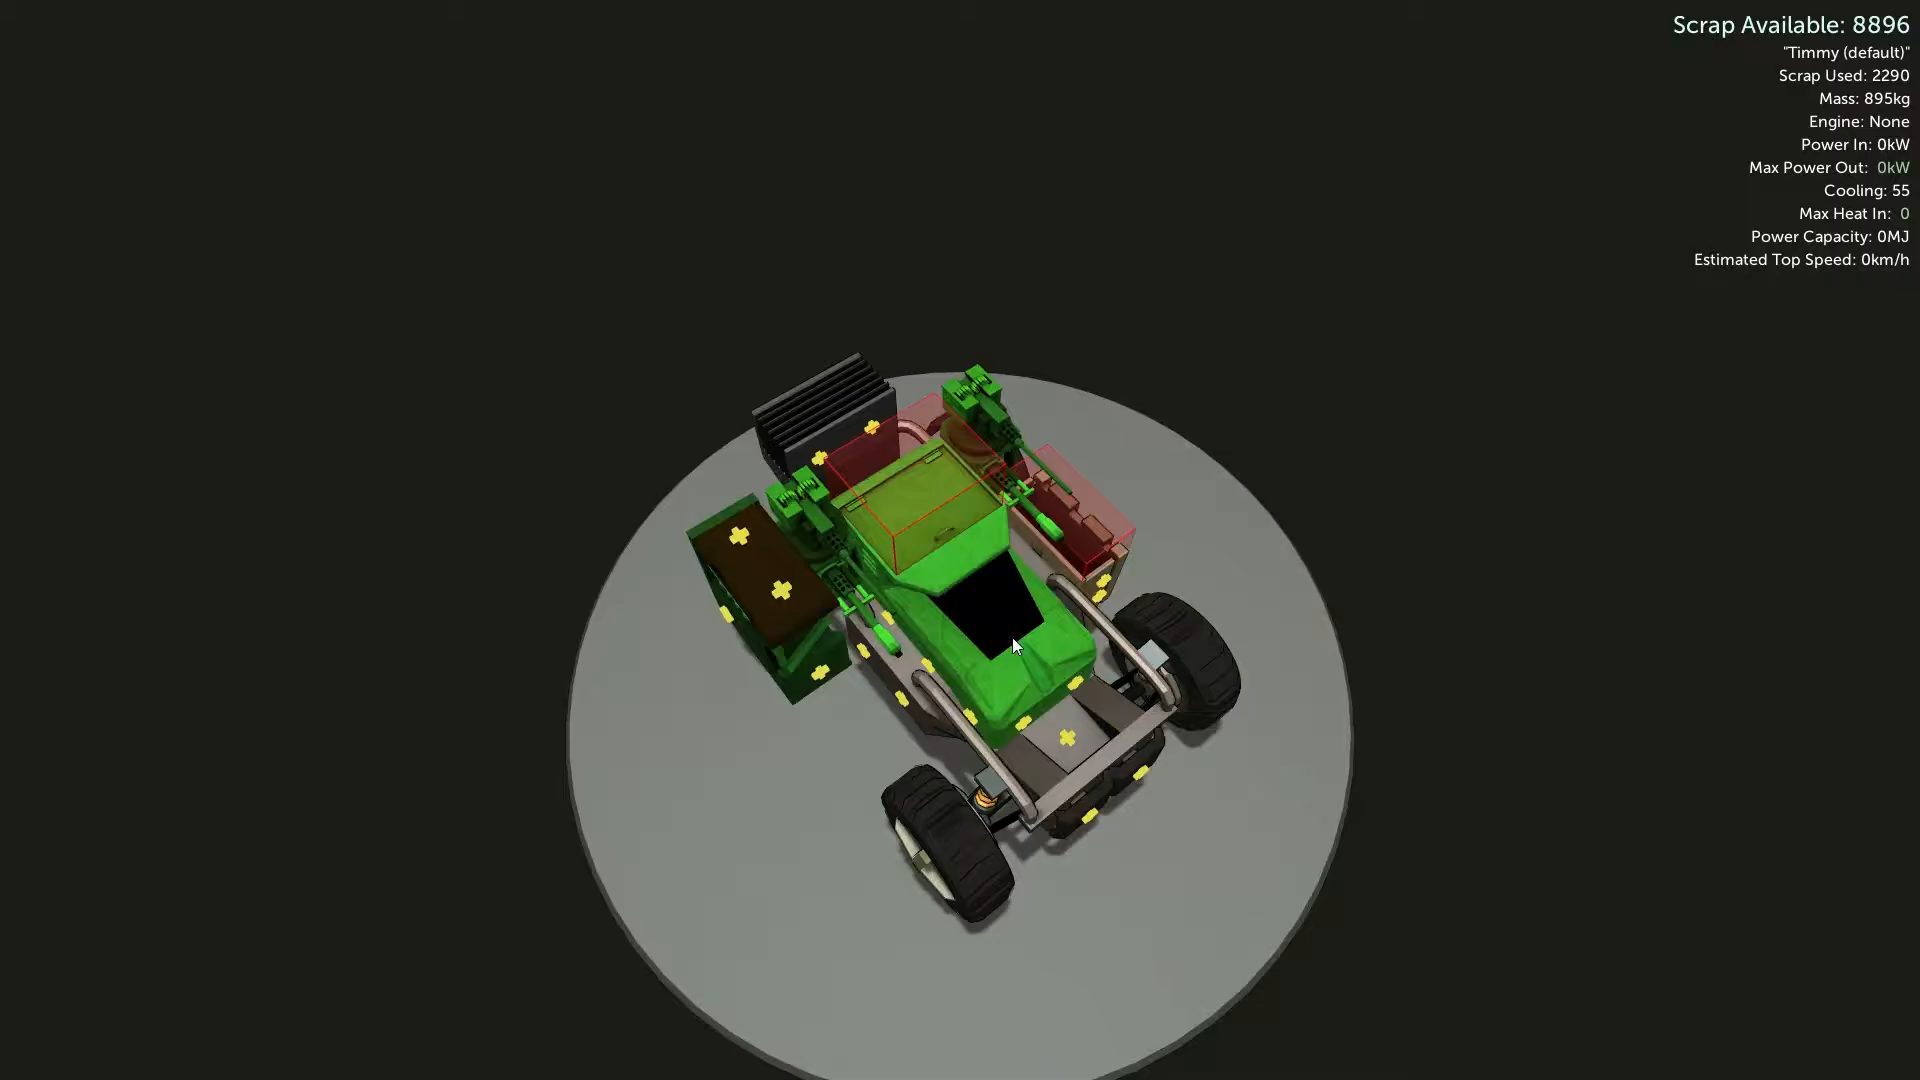 Scrap Available: 8896
"Timmy (default)"
Scrap Used: 2290
Mass: 895kg
Engine: None
Power In: 0kW
Max Power Out: 0kW
Cooling: 55
Max Heat In: 0
Power Capacity: 0MJ
Estimated Top Speed: 0km/h